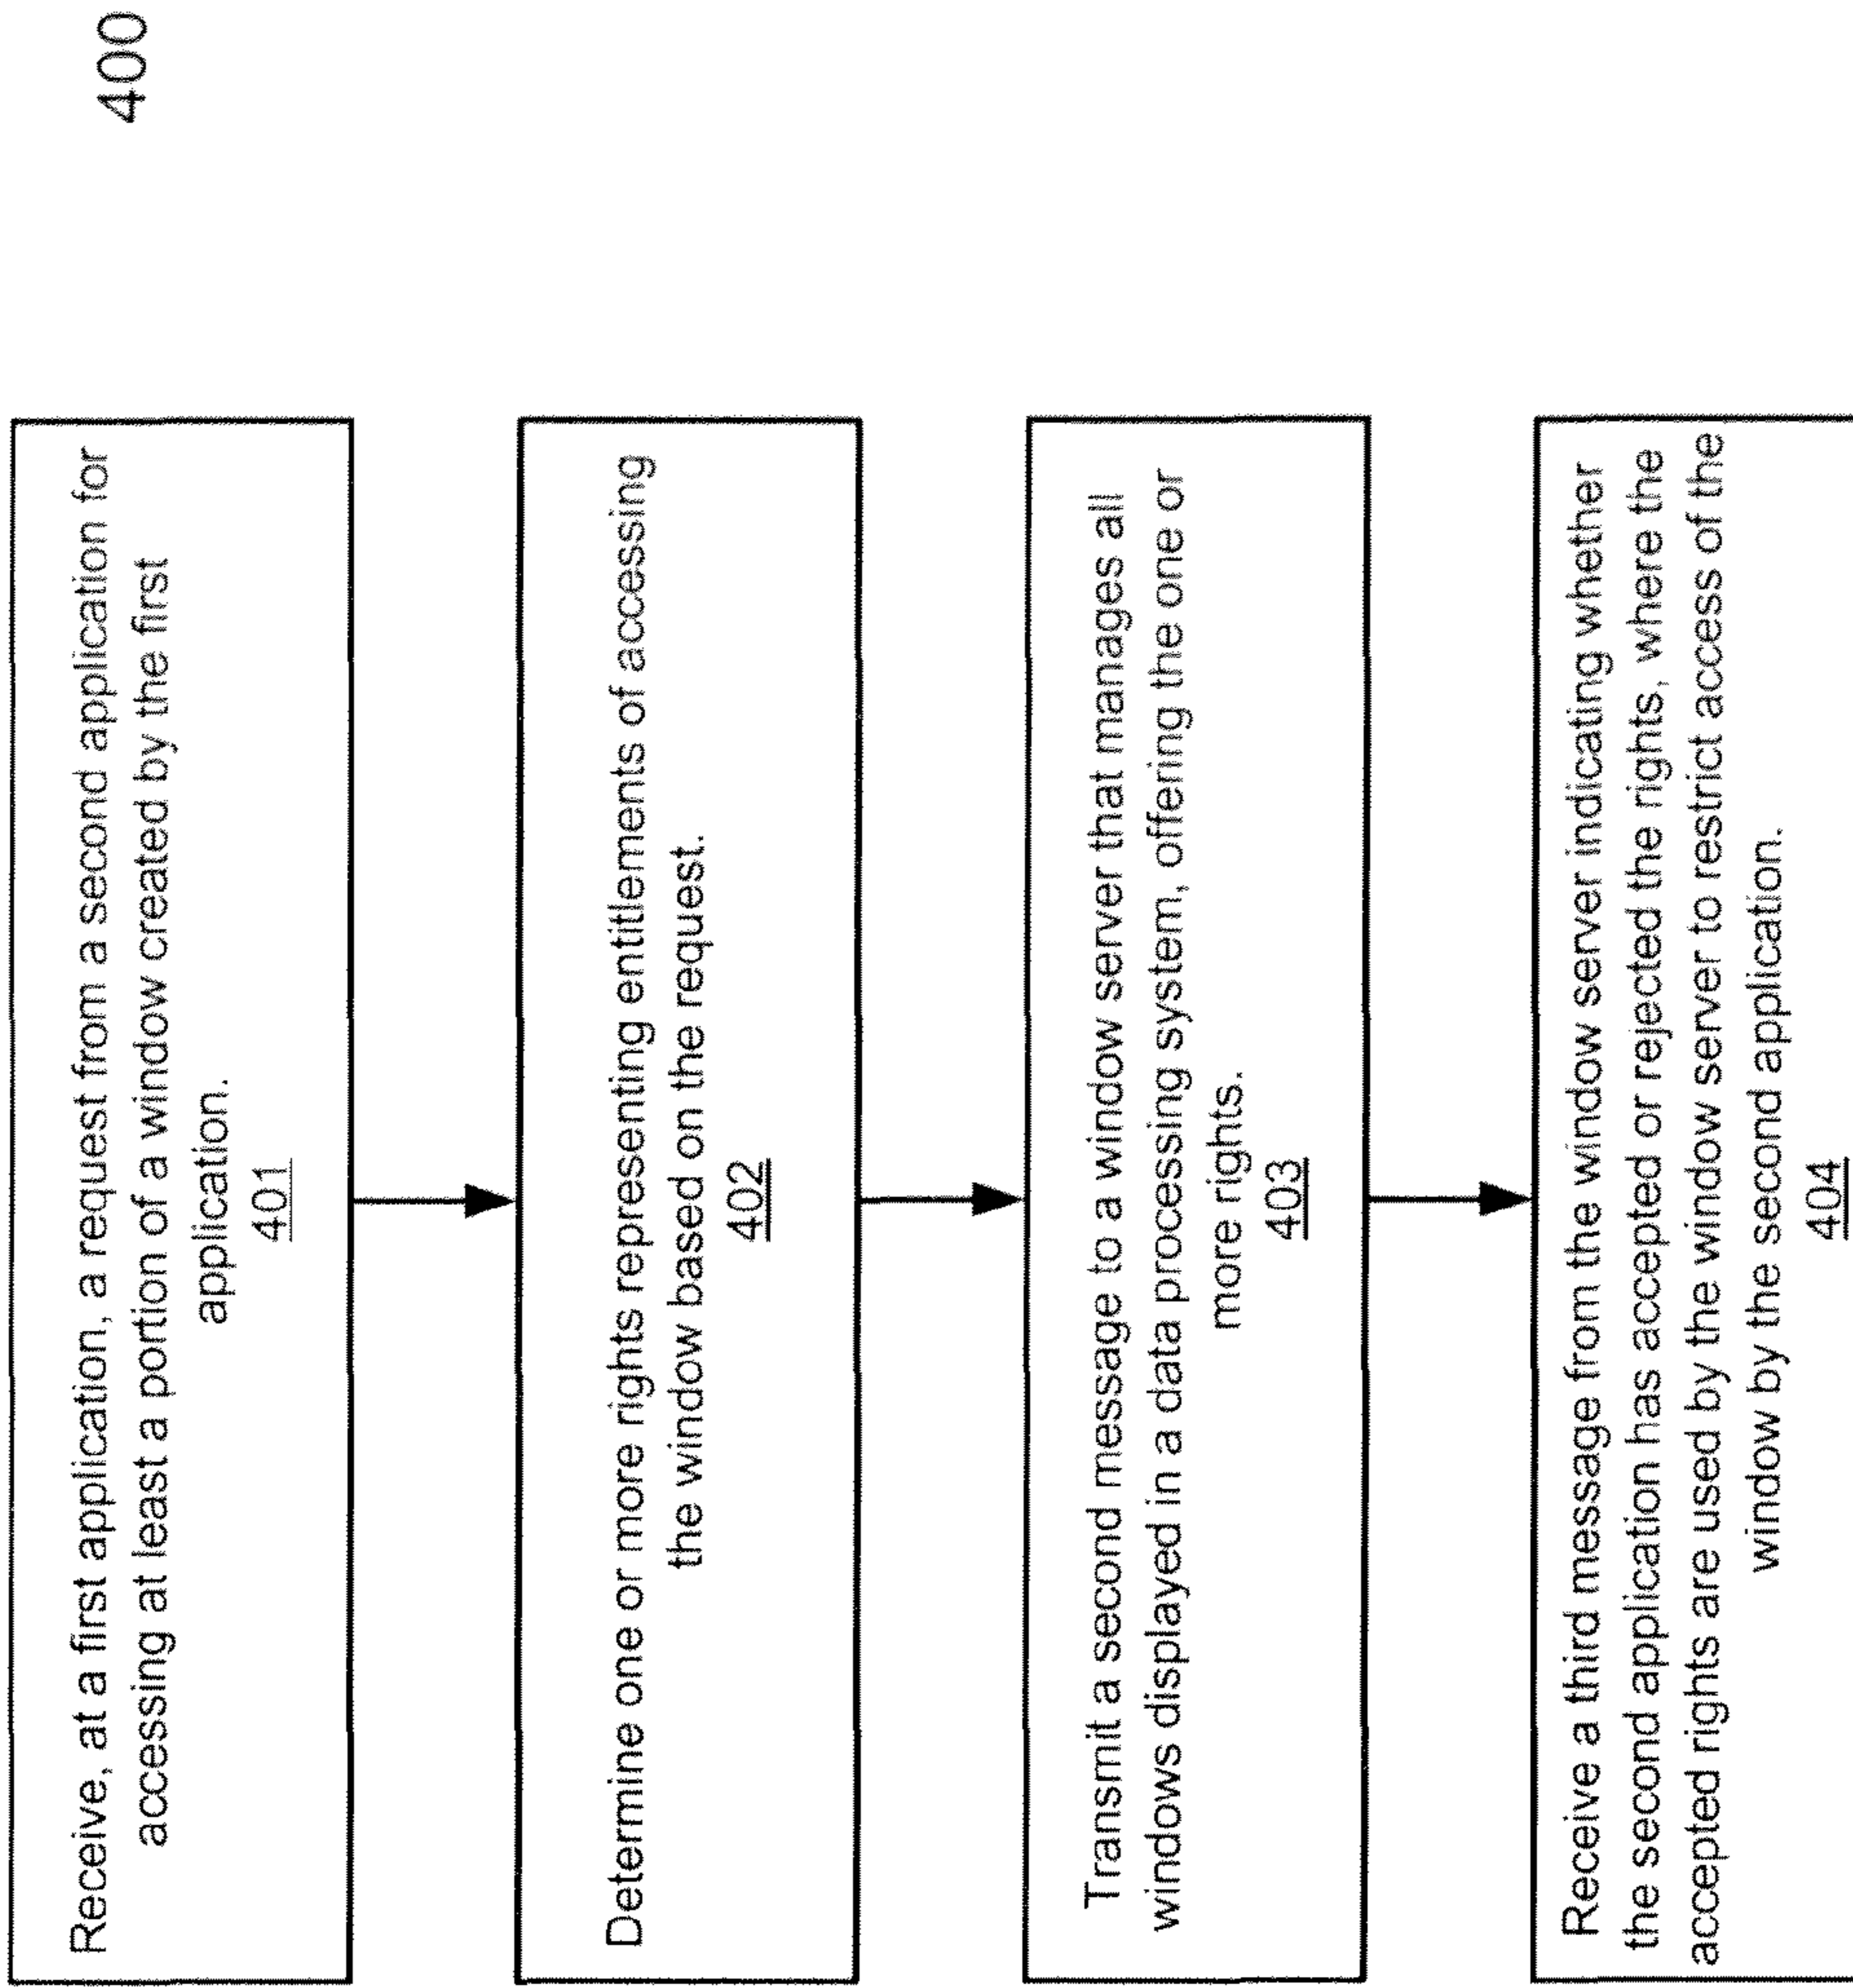 400
Receive, at a first application, a request from a second application for
accessing at least a portion of a window created by the first
application.
401
Determine one or more rights representing entitlements of accessing
the window based on the request.
402
Transmit a second message to a window server that manages all
windows displayed in a data processing system, offering the one or
more rights.
403
Receive a third message from the window server indicating whether
the second application has accepted or rejected the rights, where the
accepted rights are used by the window server to restrict access of the
window by the second application.
404